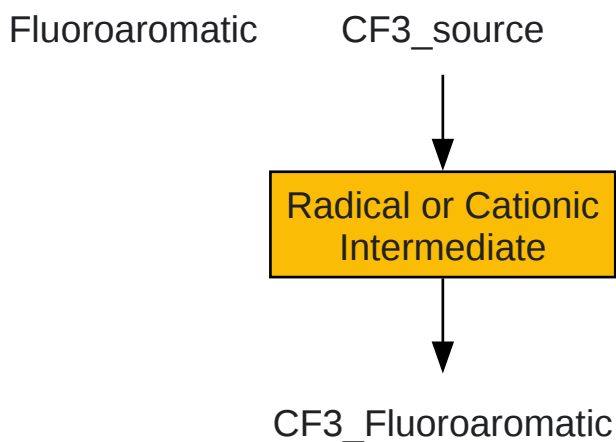 Fluoroaromatic
CF3_source
Radical or Cationic
Intermediate
CF3_Fluoroaromatic